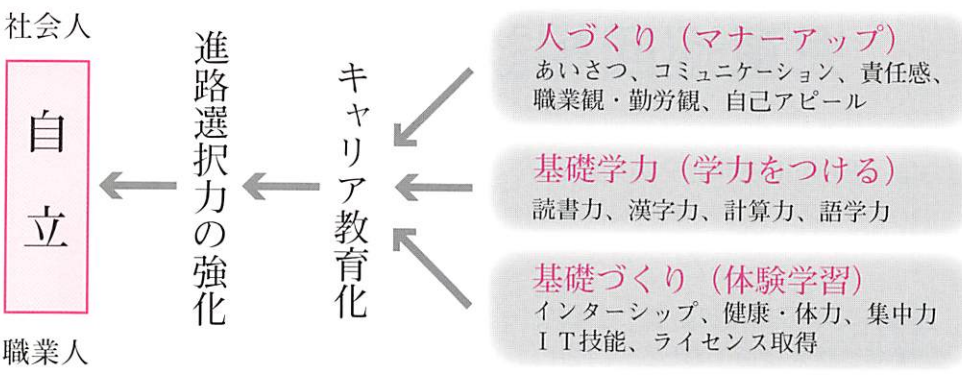 社会人
自立
職業人
進路選択力の強化
キャリア教育化
人づくり（マナーアップ）
あいさつ、コミュニケーション、責任感、
職業観・勤労観、自己アピール
基礎学力（学力をつける）
読書力、漢字力、計算力、語学力
基礎づくり（体験学習）
インターシップ、健康・体力、集中力
ＩＴ技能、ライセンス取得